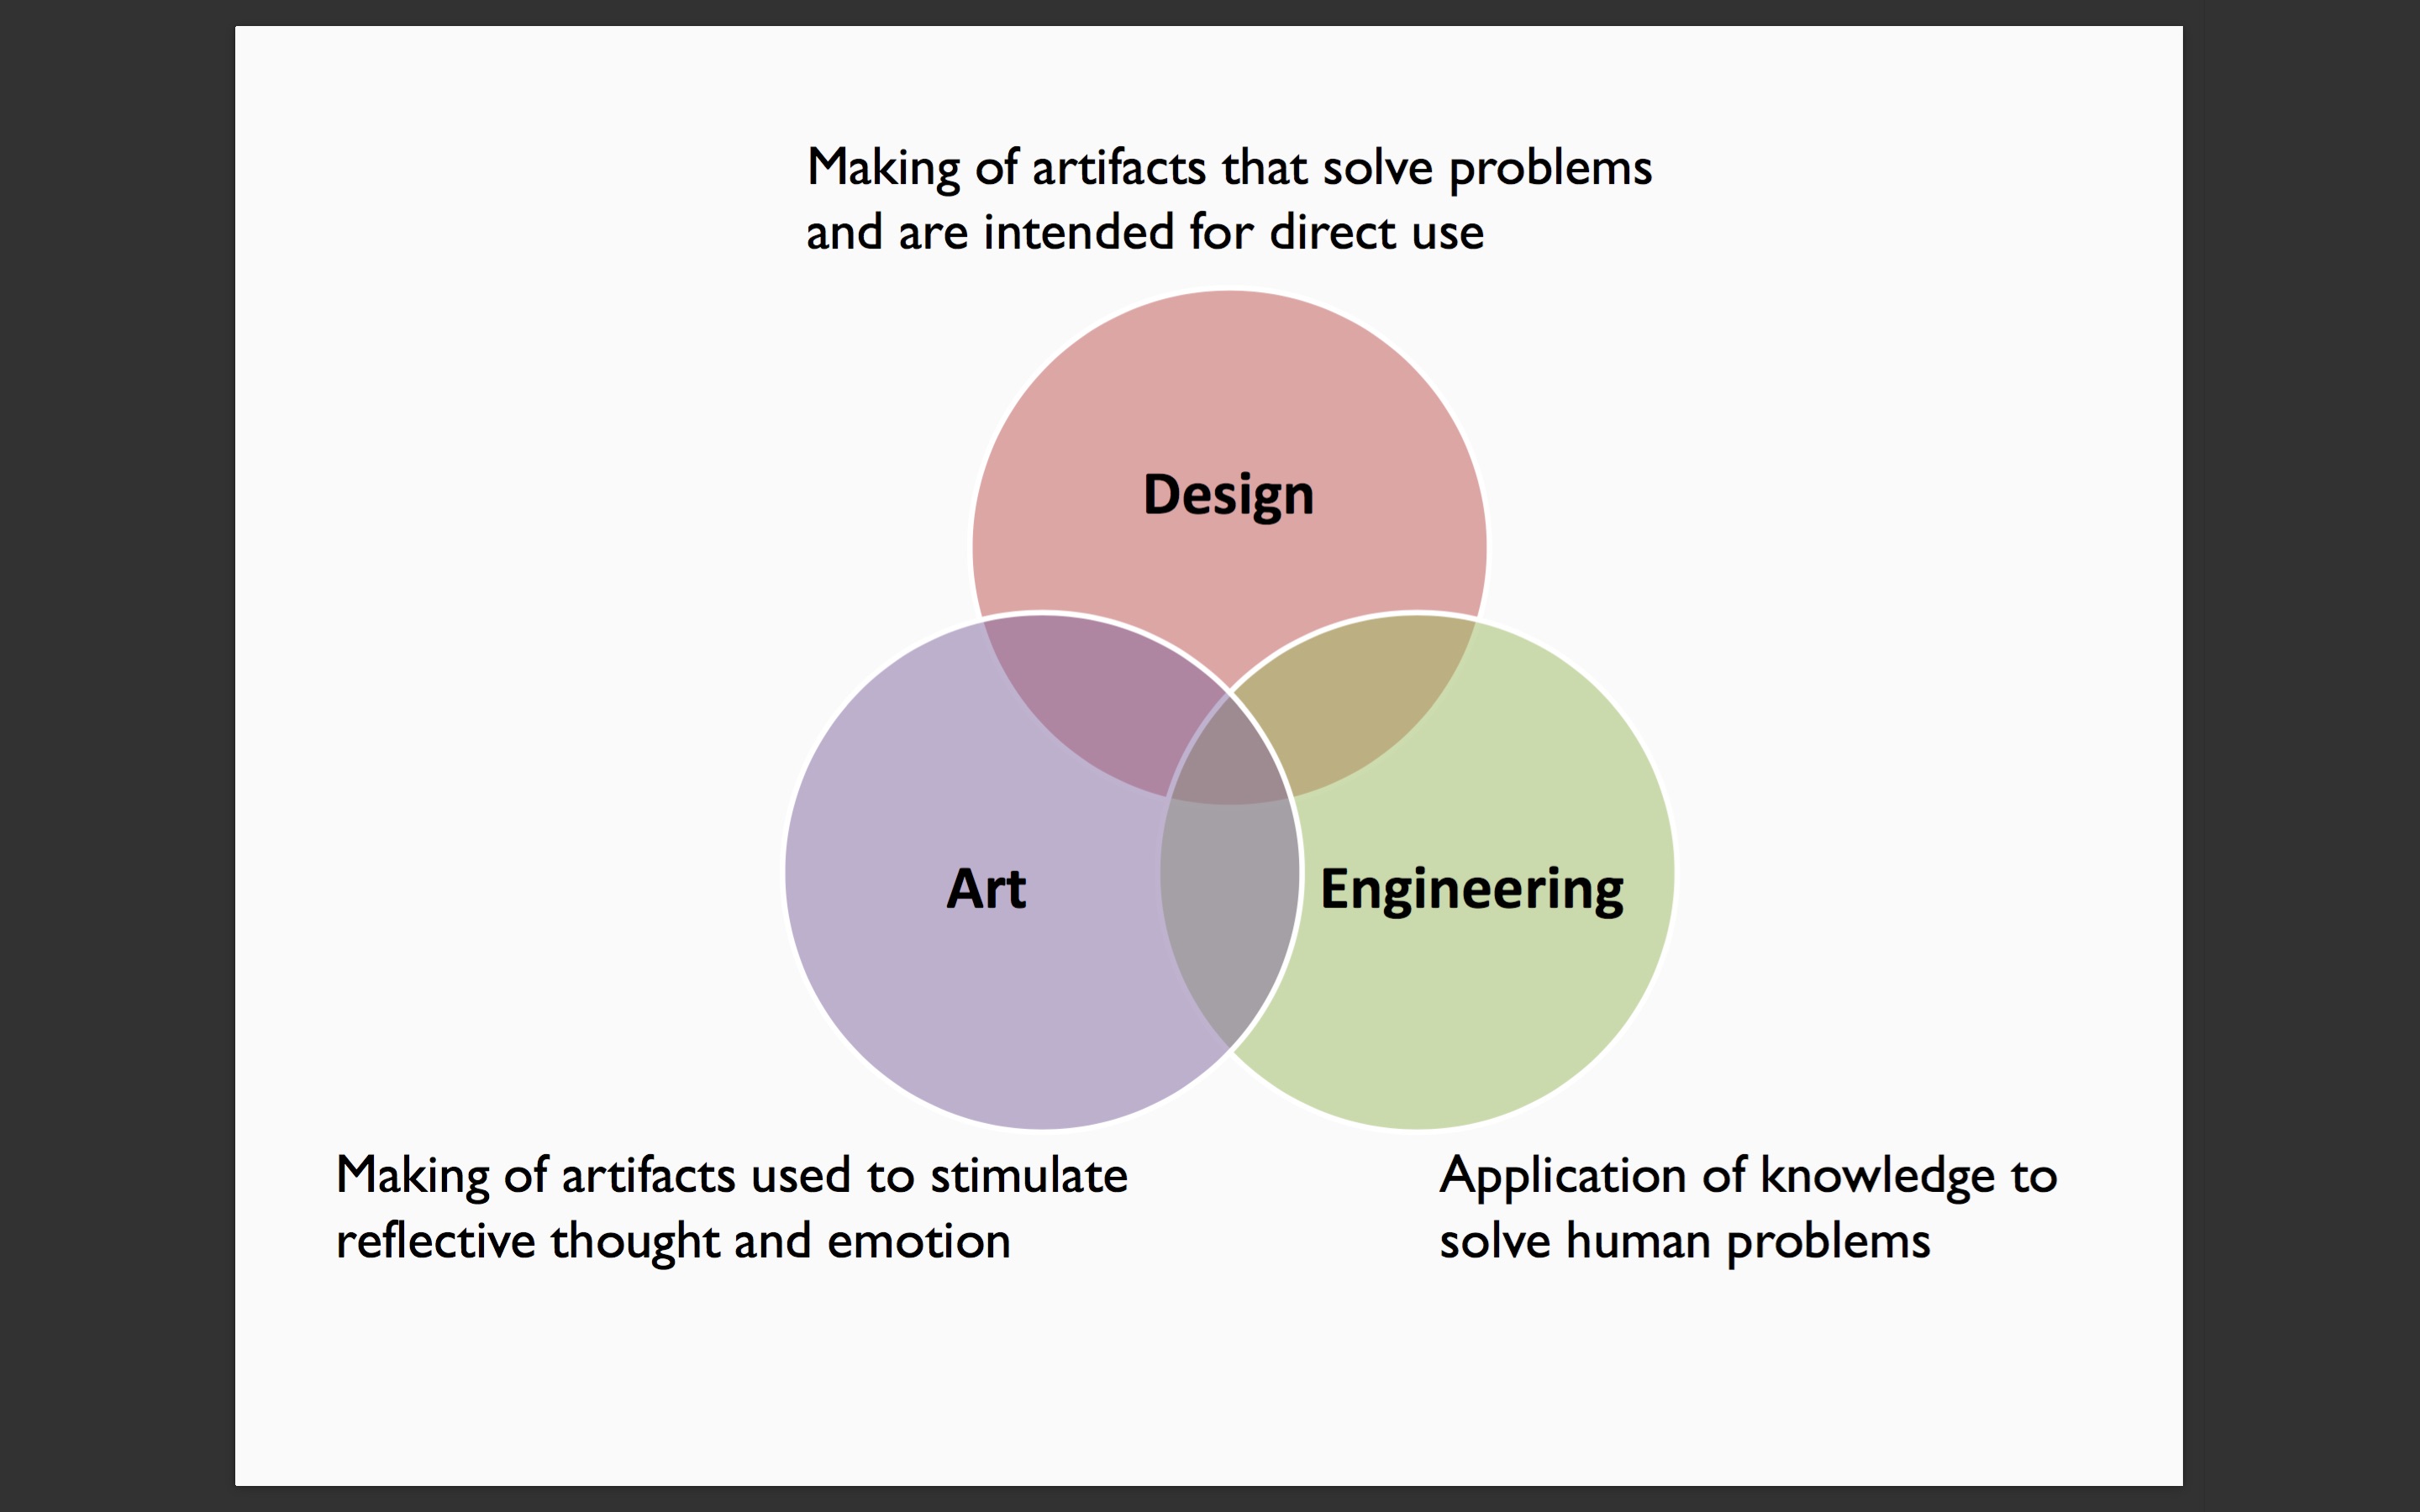 Making of artifacts that solve problems
and are intended for direct use
Design
Art
Engineering
Making of artifacts used to stimulate
reflective thought and emotion
Application of knowledge to
solve human problems